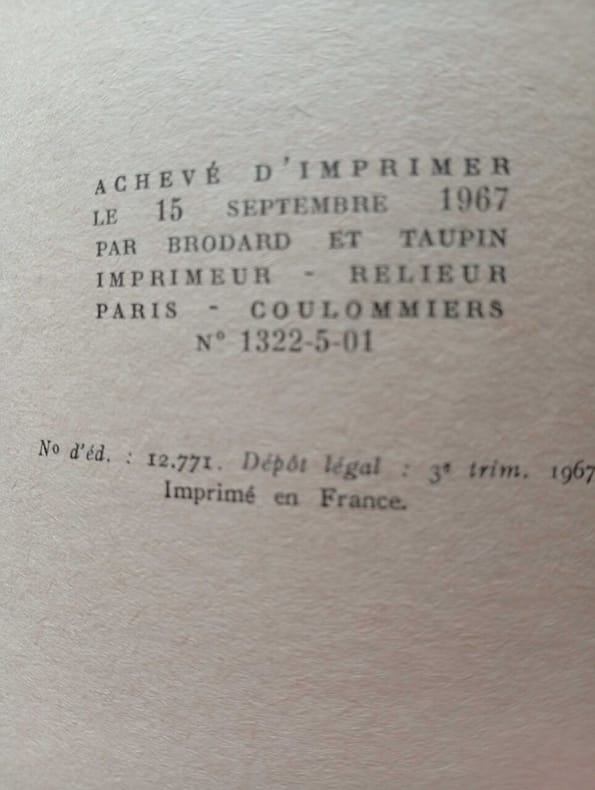 ACHEVÉ D'IMPRIMER
LE 15 SEPTEMBRE 1967
PAR BRODARD ET TAUPIN
IMPRIMEUR - RELIEUR
PARIS - COULOMMIERS
N° 1322-5-01
No d'éd. : 12.771. Dépôt légal : 3e trim. 1967
Imprimé en France.